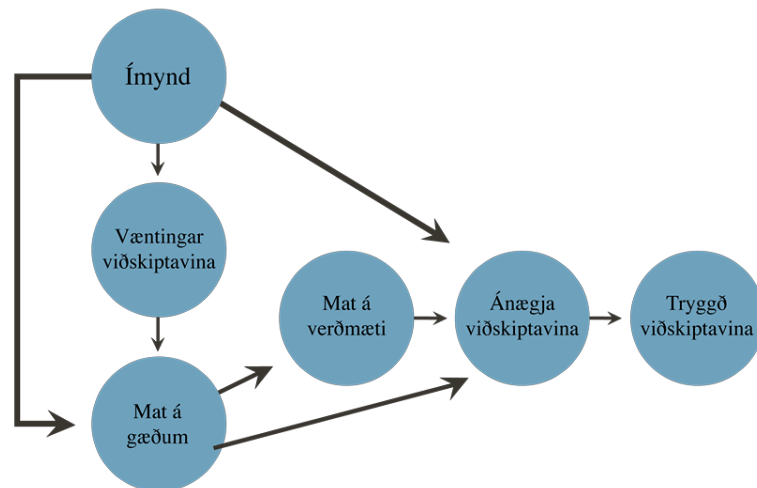 Ímynd
Væntingar
viðskiptavina
Mat á
verðmæti
Ánægja
viðskiptavina
Tryggð
viðskiptavina
Mat á
gæðum